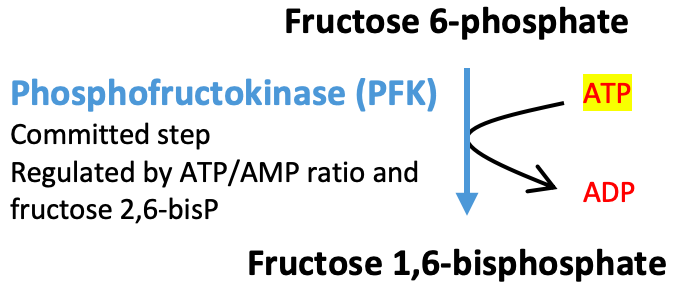 Fructose 6-phosphate
Phosphofructokinase (PFK)
ATP
Committed step
Regulated by ATP/AMP ratio and
fructose 2,6-bisP
ADP
Fructose 1,6-bisphosphate